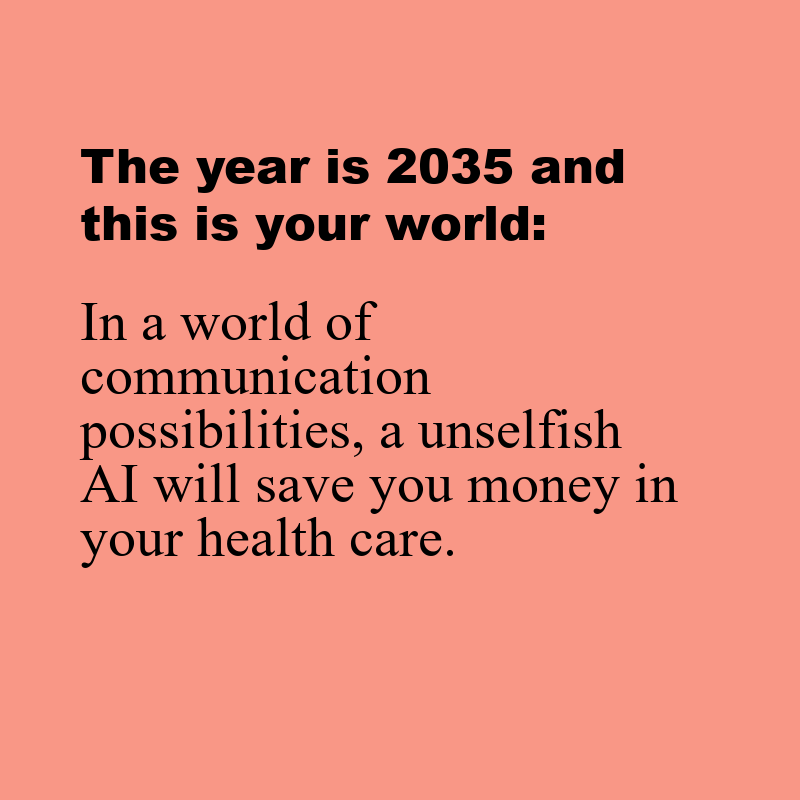 The year is 2035 and
this is your world:
In a world of
communication
possibilities, a unselfish
AI will save you money in
your health care.